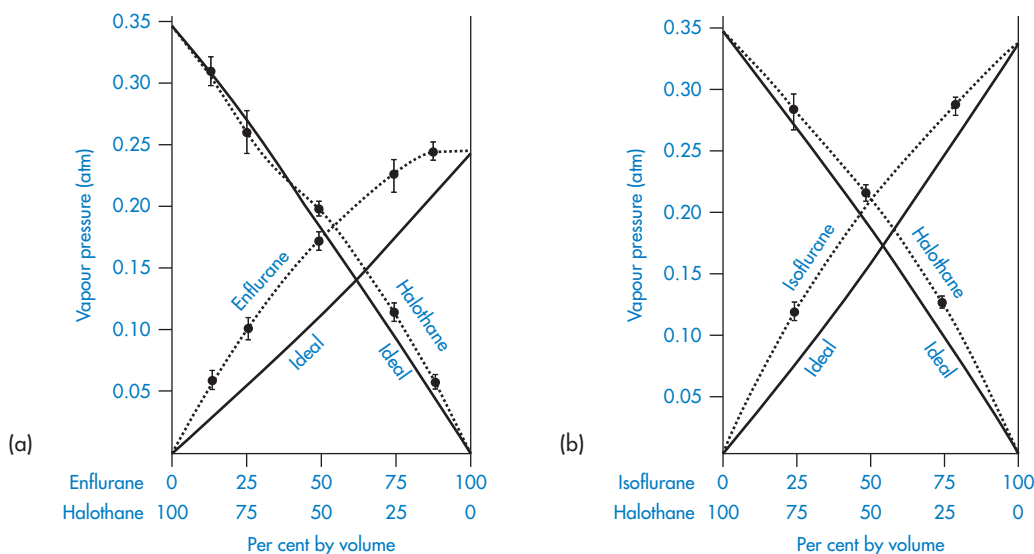 0.35
0.30
0.25
0.20
0.15
0.10
0.05
Vapour pressure (atm)
Enflurane
Ideal
Halothane
Ideal
(a)
Enflurane 0 25 50 75 100
Halothane 100 75 50 25 0
Per cent by volume
0.35
0.30
0.25
0.20
0.15
0.10
0.05
Vapour pressure (atm)
Isoflurane
Halothane
Ideal
Ideal
(b)
Isoflurane 0 25 50 75 100
Halothane 100 75 50 25 0
Per cent by volume